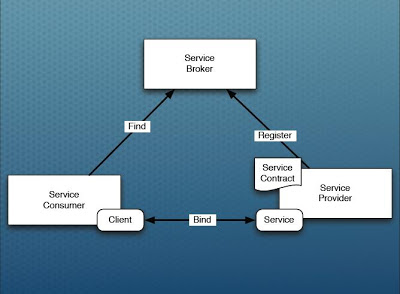 Service
Broker
Find
Register
Service
Contract
Service
Consumer
Service
Provider
Client
Bind
Service